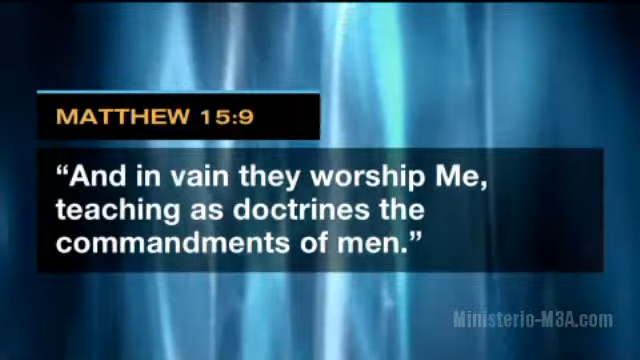 MATTHEW 15:9
“And in vain they worship Me,
teaching as doctrines the
commandments of men.”
Ministerio-M3A.com